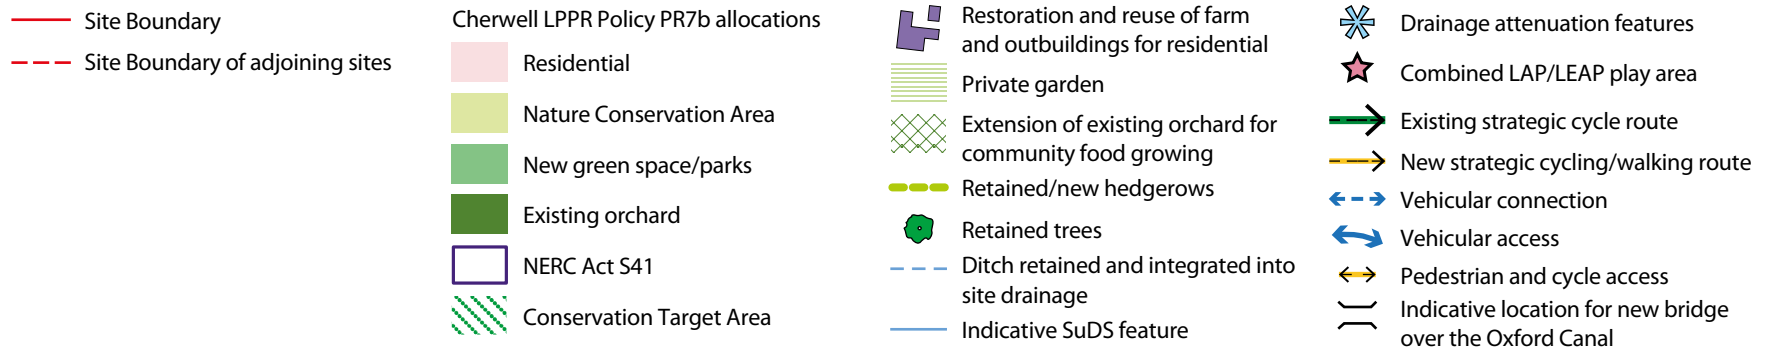 Site Boundary
Site Boundary of adjoining sites
Cherwell LPPR Policy PR7b allocations
Residential
Nature Conservation Area
New green space/parks
Existing orchard
NERC Act S41
Conservation Target Area
Restoration and reuse of farm
and outbuildings for residential
Private garden
Extension of existing orchard for
community food growing
Retained/new hedgerows
Retained trees
Ditch retained and integrated into
site drainage
Indicative SuDS feature
Drainage attenuation features
Combined LAP/LEAP play area
Existing strategic cycle route
New strategic cycling/walking route
Vehicular connection
Vehicular access
Pedestrian and cycle access
Indicative location for new bridge
over the Oxford Canal